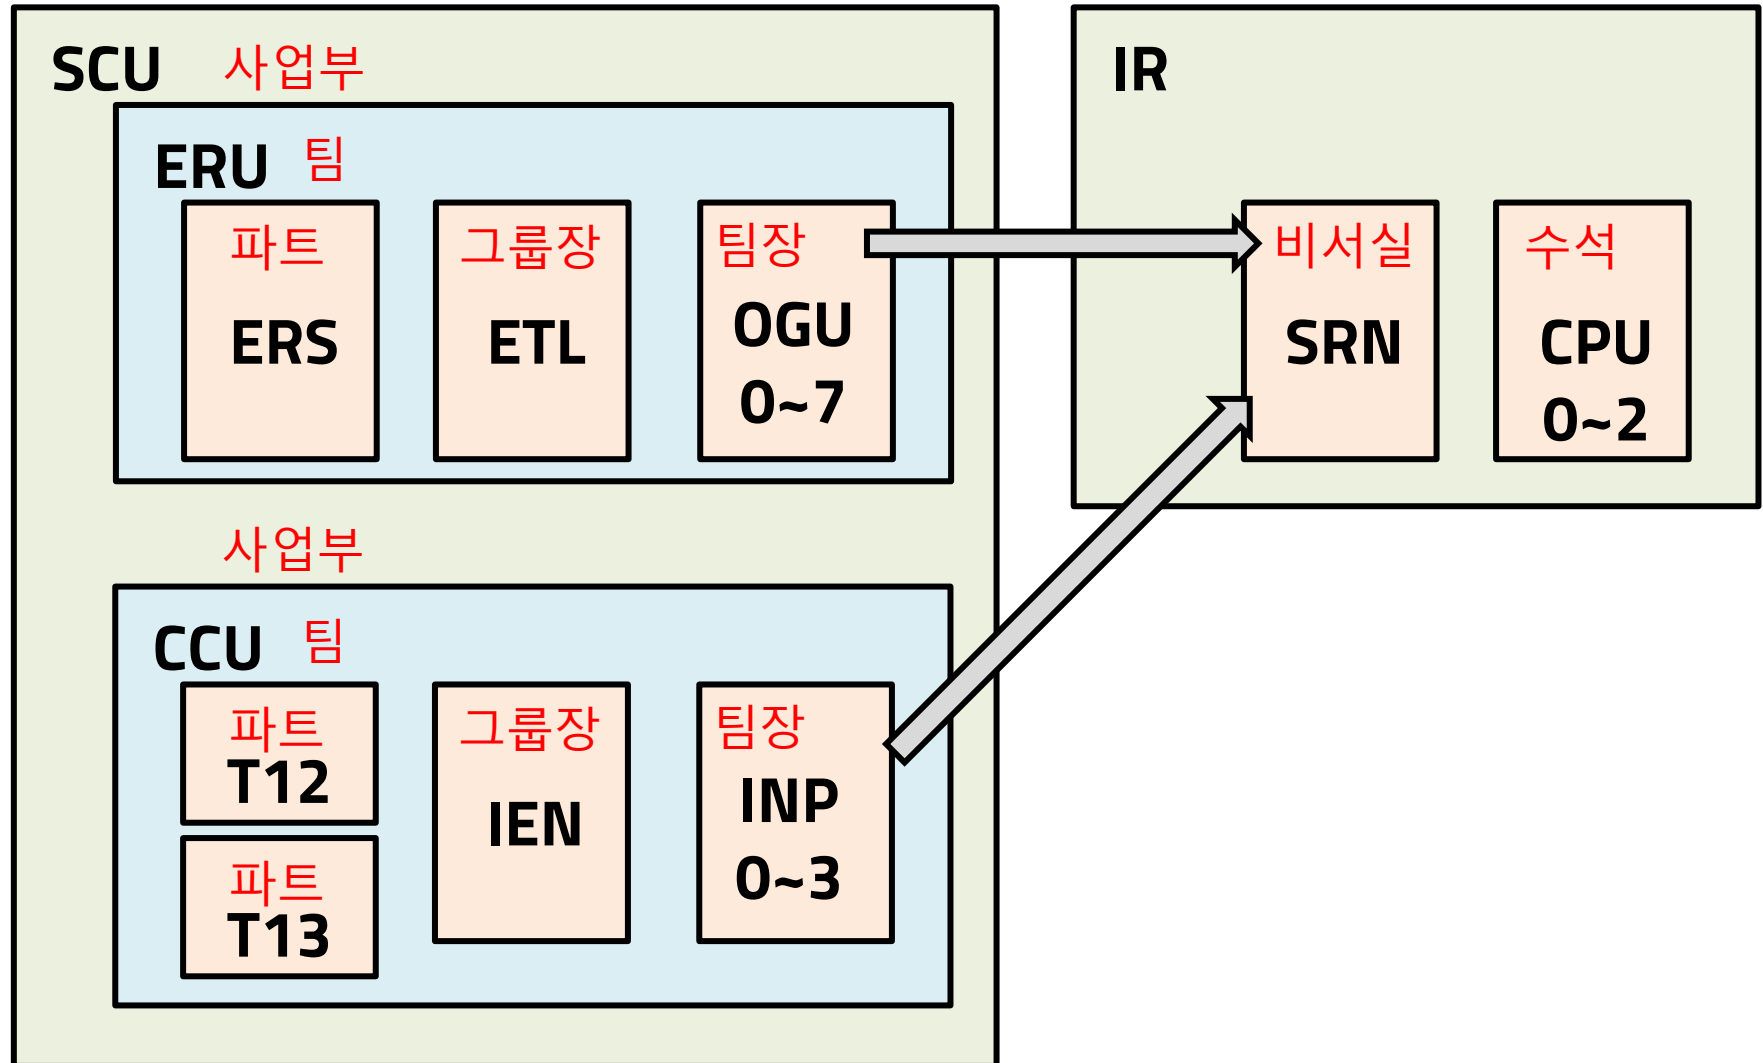 SCU 사업부
ERU 팀
파트
ERS
그룹장
ETL
팀장
OGU
0~7
사업부
CCU 팀
파트
T12
파트
T13
그룹장
IEN
팀장
INP
0~3
IR
비서실
SRN
수석
CPU
0~2